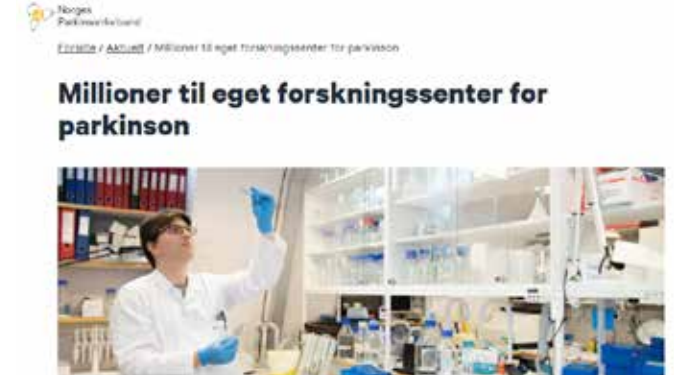 Norges
Parkinsonforbund
Forside / Aktuelt / Millioner til eget forskningssenter for parkinson
Millioner til eget forskningssenter for
parkinson